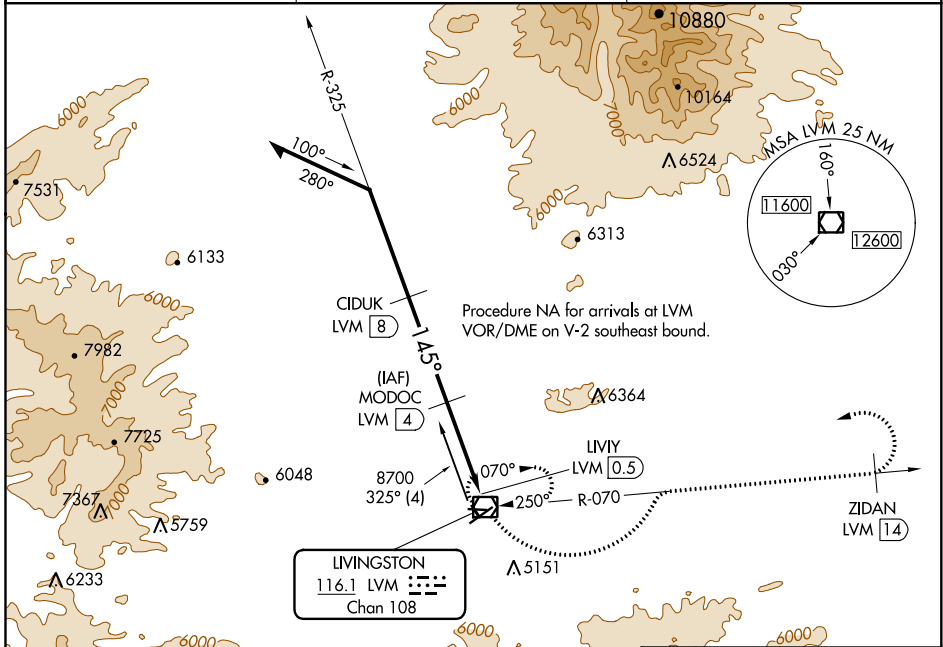 10880
R-325
6000
10164
7000
MSA LVM 25 NM
6000
100°
280°
6524
160°
7531
11600
6000
6313
12600
6133
030°
6000
CIDUK
LVM 8
Procedure NA for arrivals at LVM
VOR/DME on V-2 southeast bound.
145°
7982
(IAF)
MODOC
LVM 4
6364
7000
7725
LIVIY
LVM 0.5
070°
6048
8700
325° (4)
250°
R-070
7367
7000
5759
ZIDAN
LVM 14
LIVINGSTON
116.1 LVM
Chan 108
5151
6233
6000
6000
6000